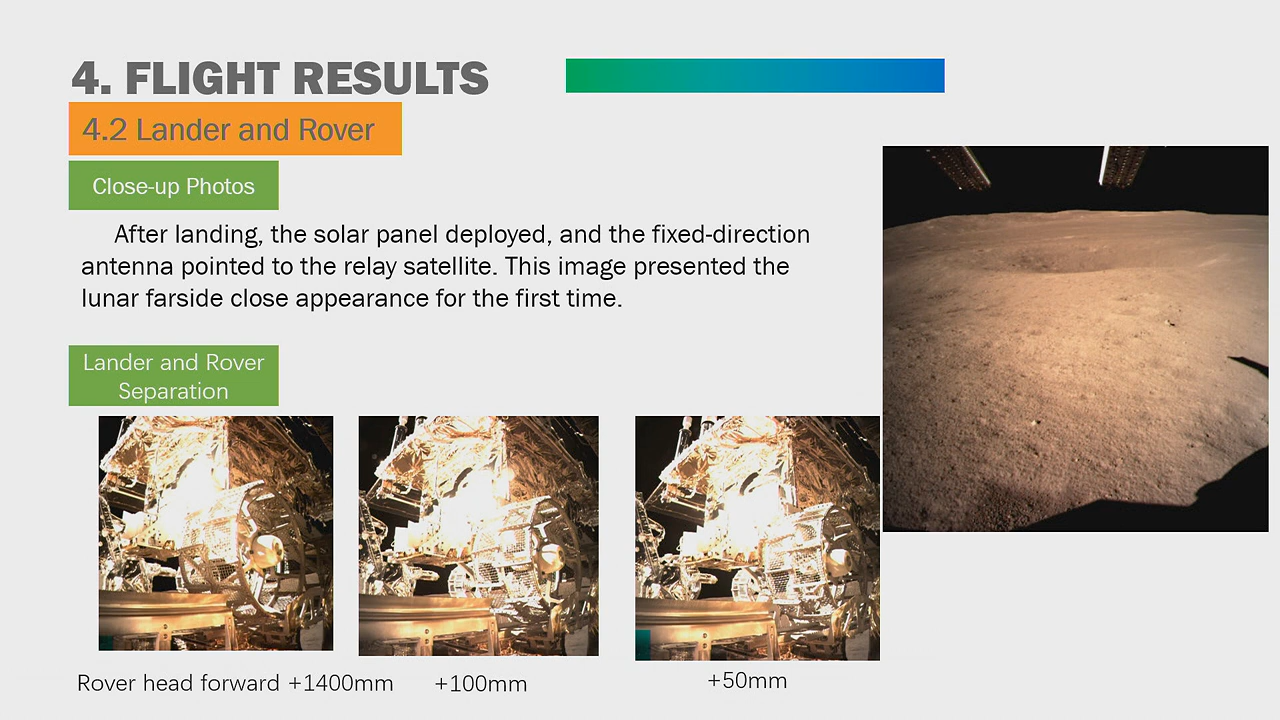 4. FLIGHT RESULTS
4.2 Lander and Rover
Close-up Photos
After landing, the solar panel deployed, and the fixed-direction
antenna pointed to the relay satellite. This image presented the
lunar farside close appearance for the first time.
Lander and Rover
Separation
Rover head forward +1400mm
+100mm
+50mm